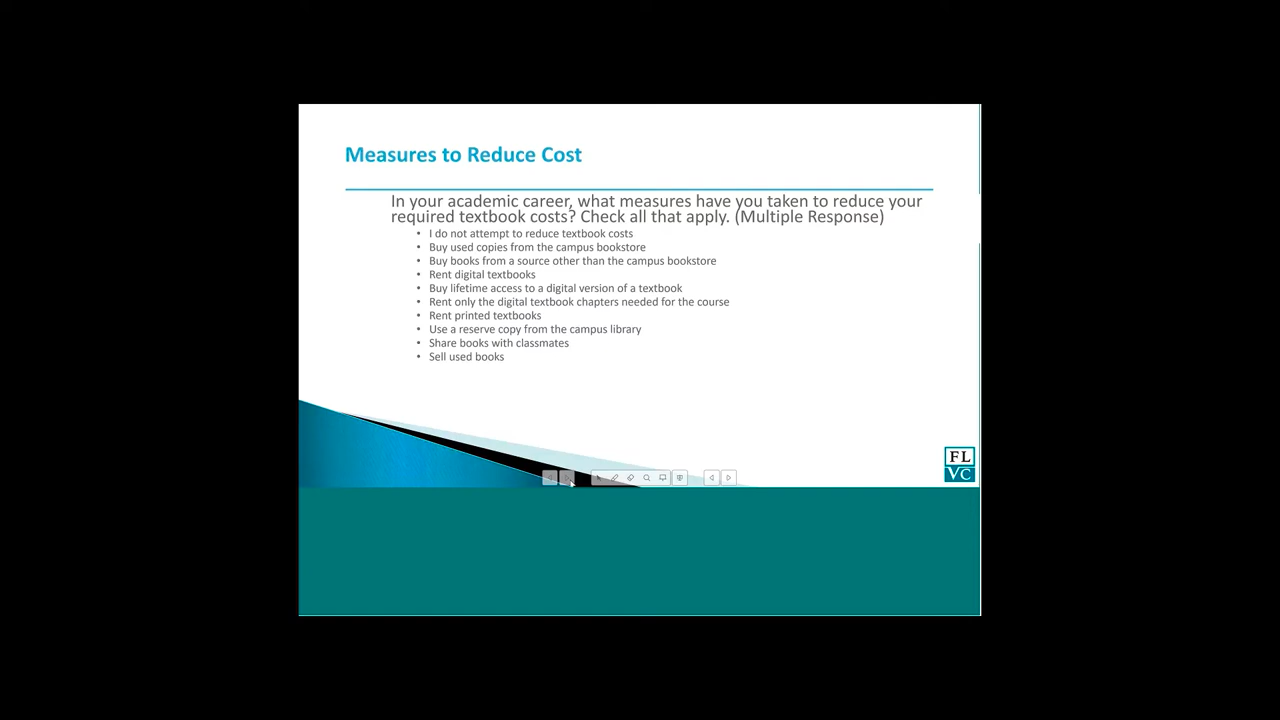 Measures to Reduce Cost
In your academic career, what measures have you taken to reduce your
required textbook costs? Check all that apply. (Multiple Response)
• I do not attempt to reduce textbook costs
• Buy used copies from the campus bookstore
• Buy books from a source other than the campus bookstore
• Rent digital textbooks
• Buy lifetime access to a digital version of a textbook
• Rent only the digital textbook chapters needed for the course
• Rent printed textbooks
• Use a reserve copy from the campus library
• Share books with classmates
• Sell used books
FL
VC